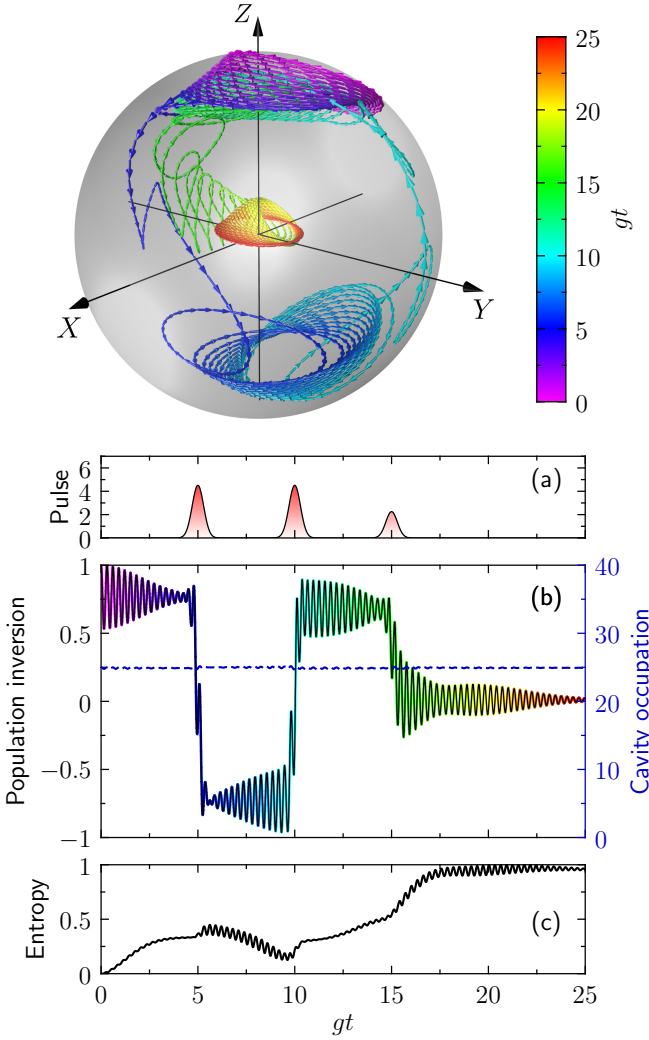 Z
X
Y
25
20
15
10
5
0
gt
(a)
Pulse
6
4
2
0
(b)
Population inversion
1
0.5
0
−0.5
−1
Cavity occupation
40
30
20
10
0
(c)
Entropy
1
0.5
0
0 5 10 15 20 25
gt